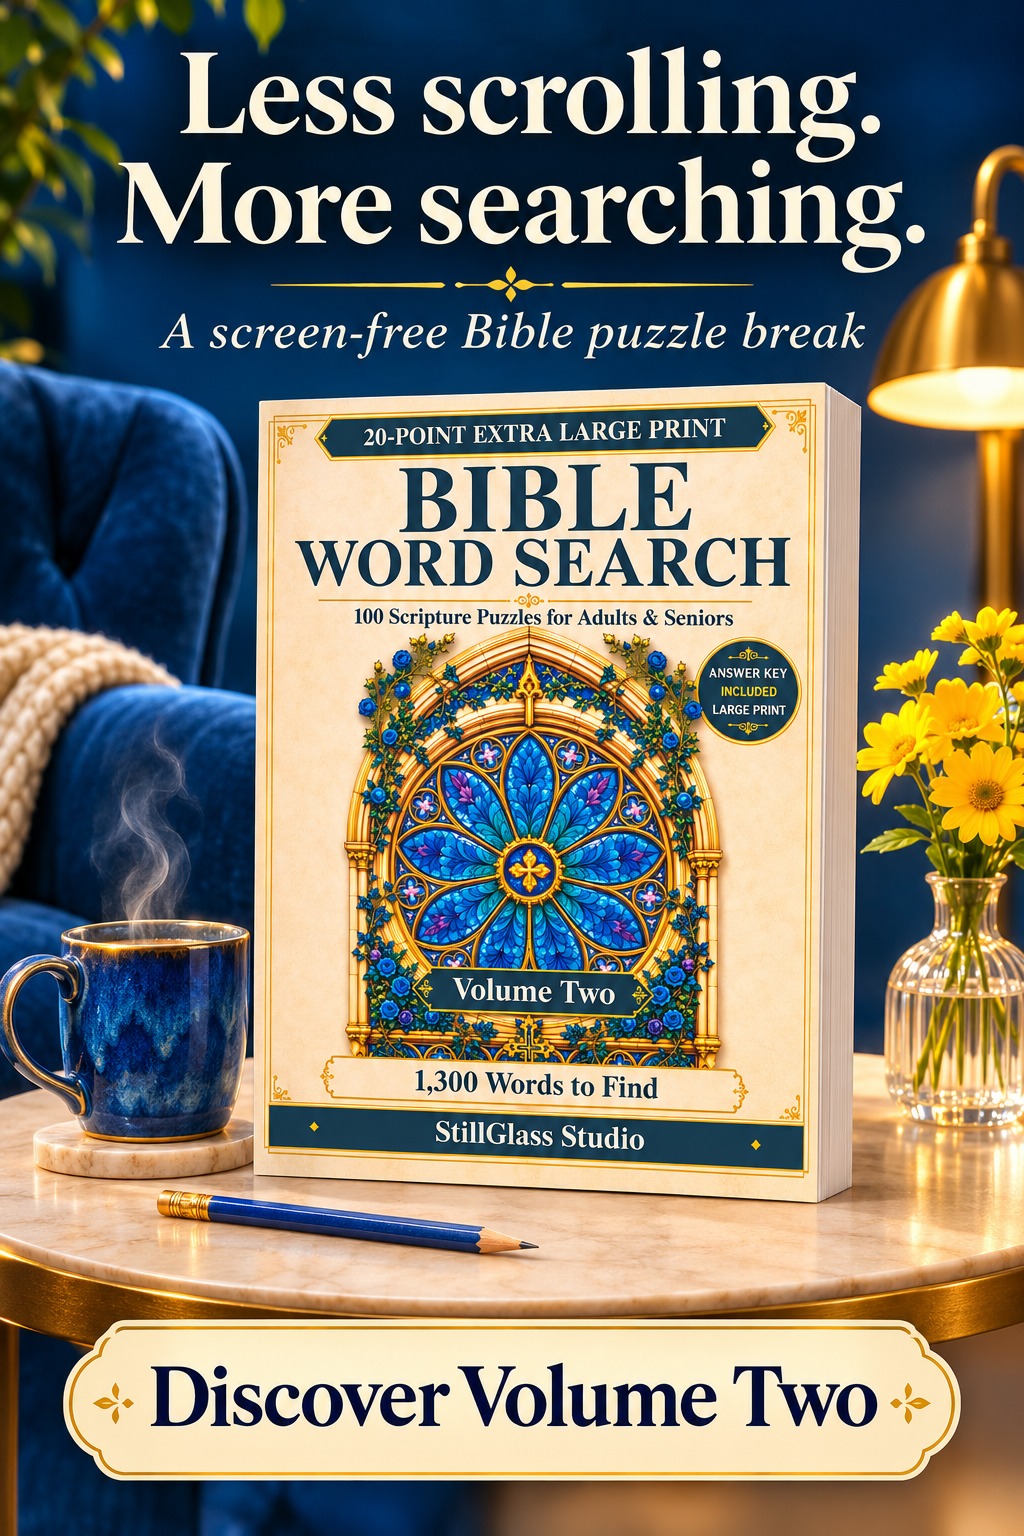 Less scrolling.
More searching.
A screen-free Bible puzzle break
20-POINT EXTRA LARGE PRINT
BIBLE
WORD SEARCH
100 Scripture Puzzles for Adults & Seniors
ANSWER KEY
INCLUDED
LARGE PRINT
Volume Two
1,300 Words to Find
StillGlass Studio
Discover Volume Two